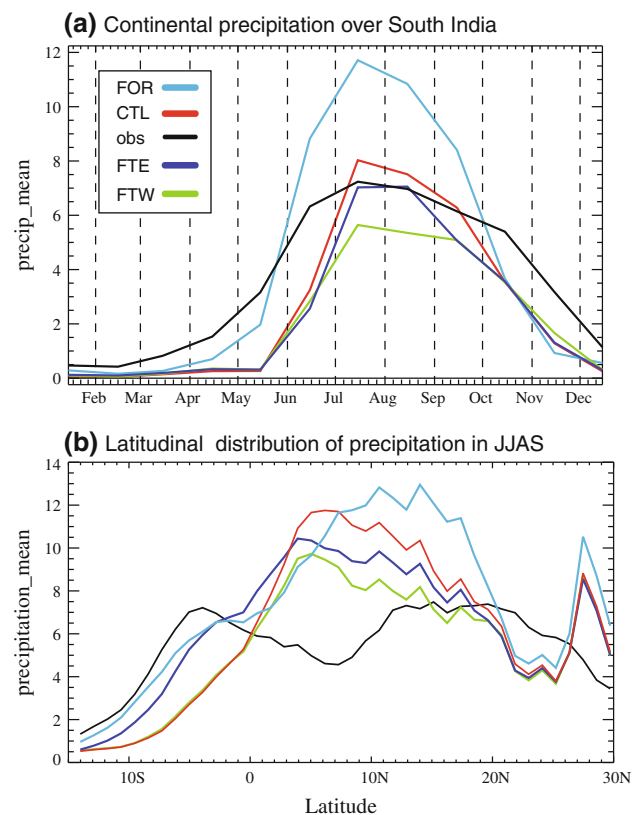 (a) Continental precipitation over South India
precip_mean
12
10
8
6
4
2
0
FOR
CTL
obs
FTE
FTW
Feb Mar Apr May Jun Jul Aug Sep Oct Nov Dec
(b) Latitudinal distribution of precipitation in JJAS
precipitation_mean
14
12
10
8
6
4
2
0
10S 0 10N 20N 30N
Latitude